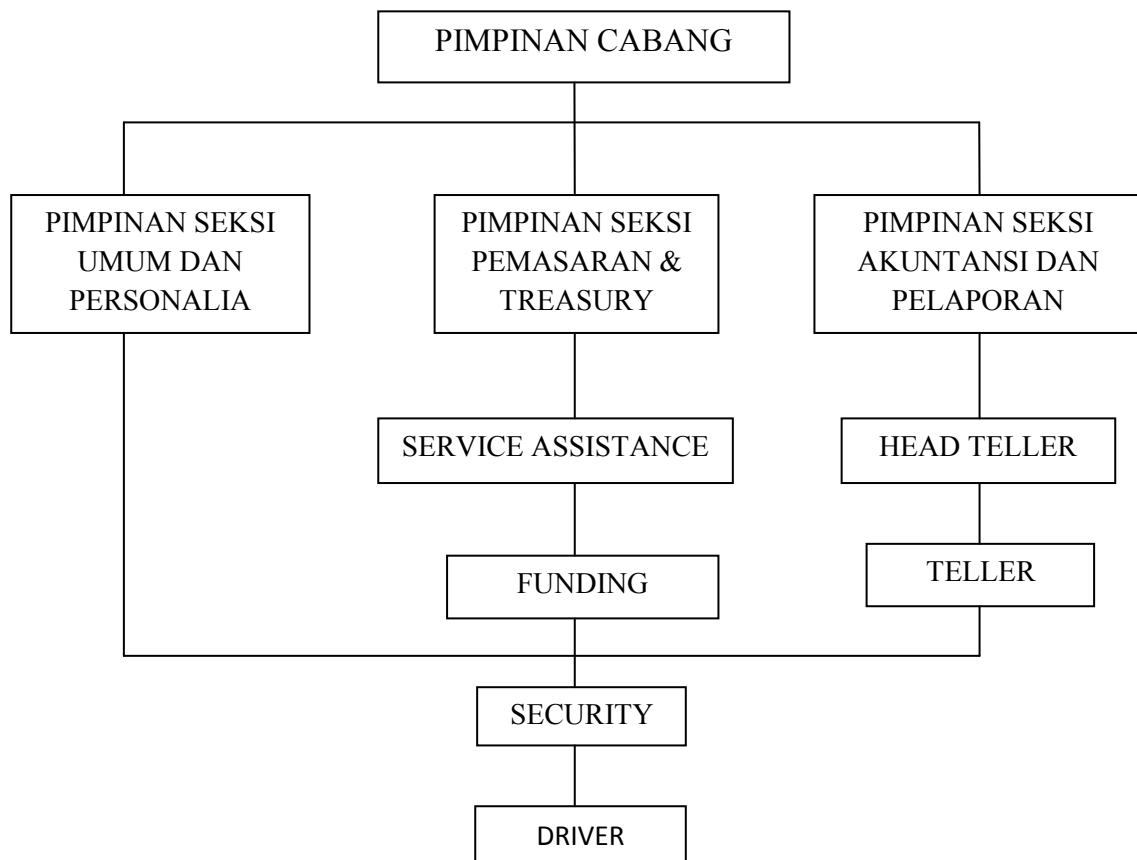 PIMPINAN CABANG
PIMPINAN SEKSI
UMUM DAN
PERSONALIA
PIMPINAN SEKSI
PEMASARAN &
TREASURY
PIMPINAN SEKSI
AKUNTANSI DAN
PELAPORAN
SERVICE ASSISTANCE
HEAD TELLER
FUNDING
TELLER
SECURITY
DRIVER